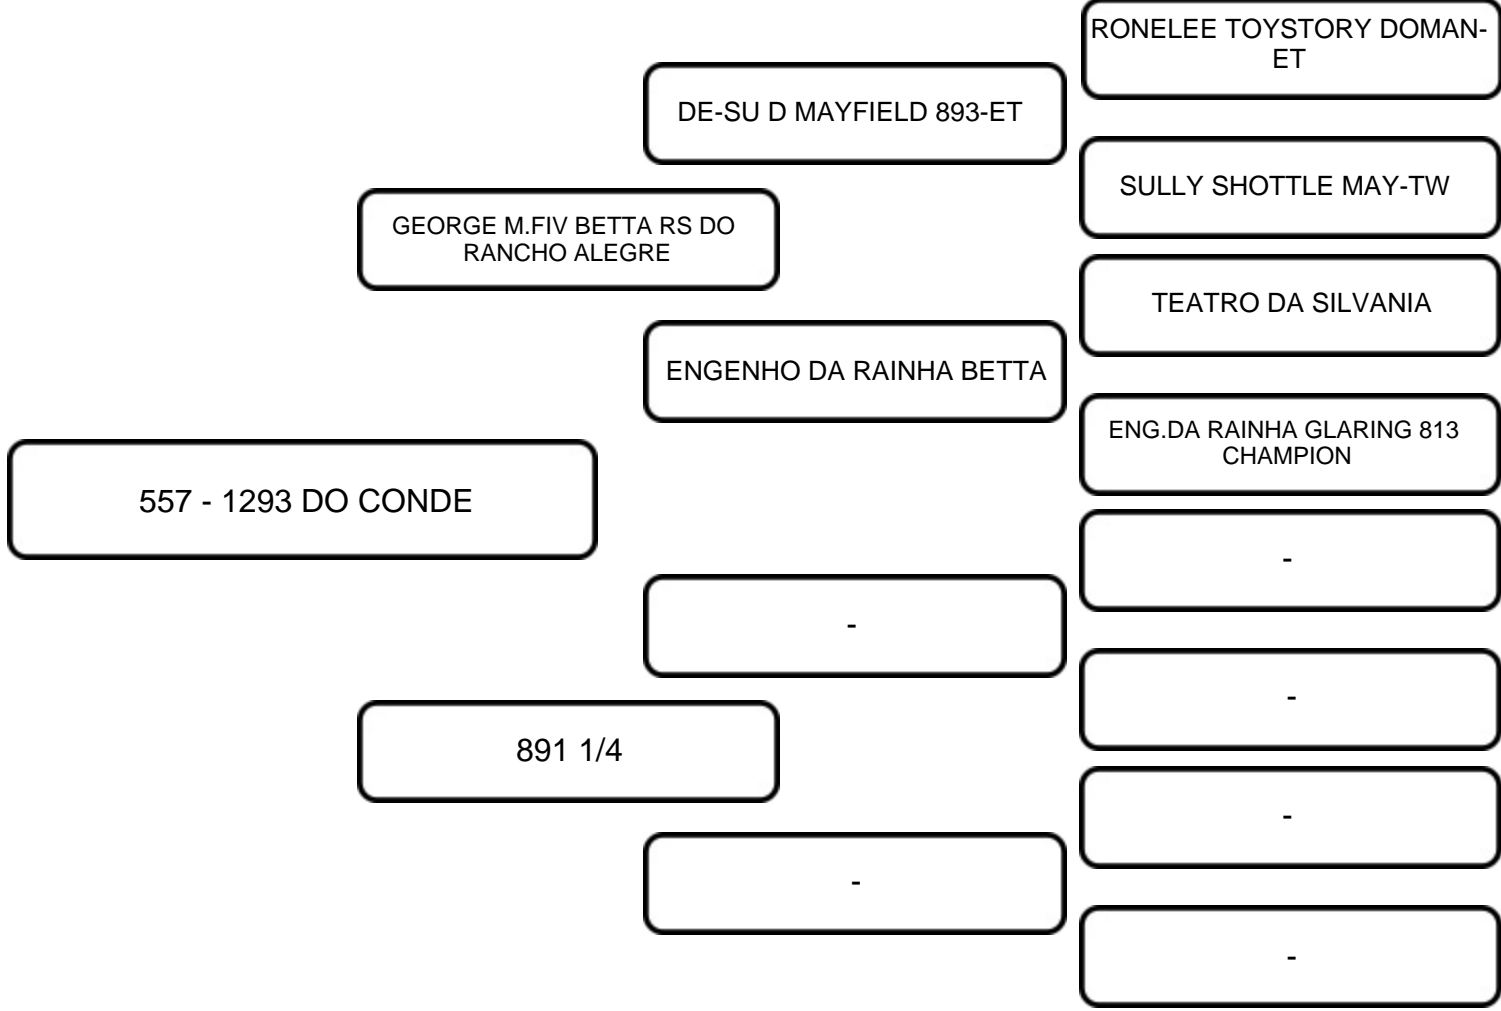 RONELEE TOYSTORY DOMAN-
ET
DE-SU D MAYFIELD 893-ET
SULLY SHOTTLE MAY-TW
GEORGE M.FIV BETTA RS DO
RANCHO ALEGRE
TEATRO DA SILVANIA
ENGENHO DA RAINHA BETTA
ENG.DA RAINHA GLARING 813
CHAMPION
557 - 1293 DO CONDE
-
-
-
891 1/4
-
-
-